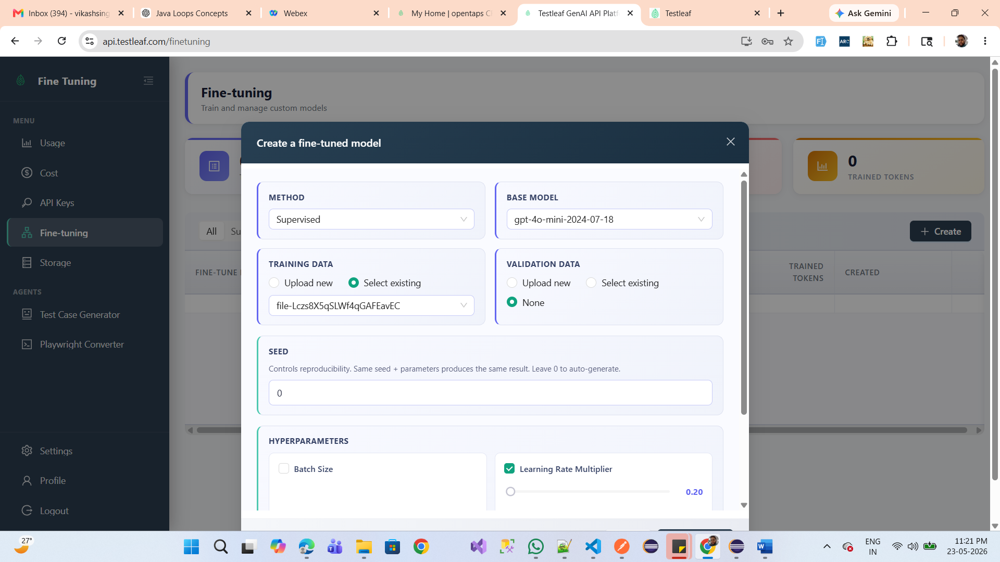 Inbox (394) - vikashsing
Java Loops Concepts
Webex
My Home | opentaps C
Testleaf GenAI API Platf
Testleaf
Ask Gemini
api.testleaf.com/finetuning
ARC
Fine Tuning
MENU
Usage
Cost
API Keys
Fine-tuning
Storage
AGENTS
Test Case Generator
Playwright Converter
Settings
Profile
Logout
Fine-tuning
Train and manage custom models
0
TRAINED TOKENS
All
Su
Create
FINE-TUNE
TRAINED
TOKENS
CREATED
Create a fine-tuned model
METHOD
Supervised
BASE MODEL
gpt-4o-mini-2024-07-18
TRAINING DATA
Upload new
Select existing
file-Lczs8X5qSLWf4qGAFEavEC
VALIDATION DATA
Upload new
Select existing
None
SEED
Controls reproducibility. Same seed + parameters produces the same result. Leave 0 to auto-generate.
0
HYPERPARAMETERS
Batch Size
Learning Rate Multiplier
0.20
27°
ENG
IN
11:21 PM
23-05-2026